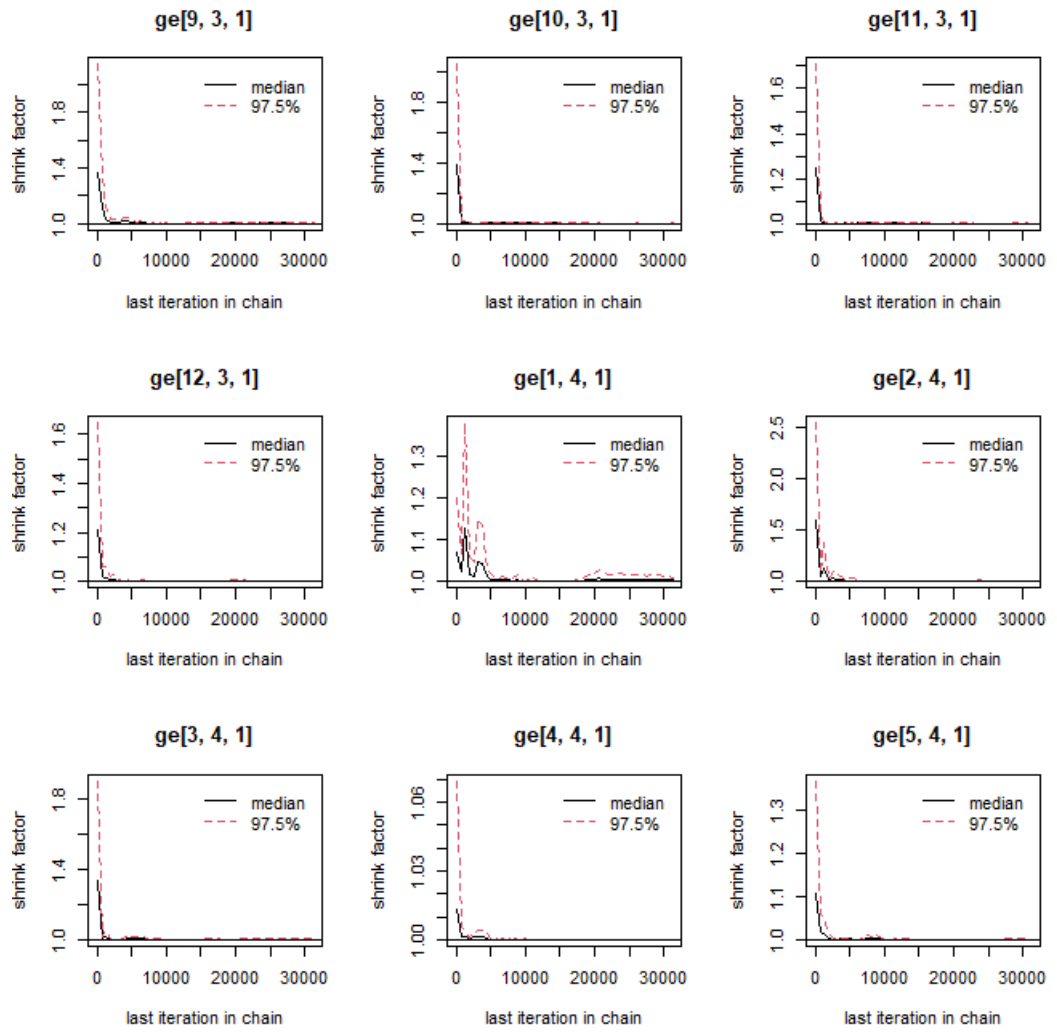 ge[9, 3, 1]
shrink factor
1.0 1.4 1.8
median
97.5%
0 10000 20000 30000
last iteration in chain
ge[10, 3, 1]
shrink factor
1.0 1.4 1.8
median
97.5%
0 10000 20000 30000
last iteration in chain
ge[11, 3, 1]
shrink factor
1.0 1.2 1.4 1.6
median
97.5%
0 10000 20000 30000
last iteration in chain
ge[12, 3, 1]
shrink factor
1.0 1.2 1.4 1.6
median
97.5%
0 10000 20000 30000
last iteration in chain
ge[1, 4, 1]
shrink factor
1.0 1.1 1.2 1.3
median
97.5%
0 10000 20000 30000
last iteration in chain
ge[2, 4, 1]
shrink factor
1.0 1.5 2.0 2.5
median
97.5%
0 10000 20000 30000
last iteration in chain
ge[3, 4, 1]
shrink factor
1.0 1.4 1.8
median
97.5%
0 10000 20000 30000
last iteration in chain
ge[4, 4, 1]
shrink factor
1.00 1.03 1.06
median
97.5%
0 10000 20000 30000
last iteration in chain
ge[5, 4, 1]
shrink factor
1.0 1.1 1.2 1.3
median
97.5%
0 10000 20000 30000
last iteration in chain